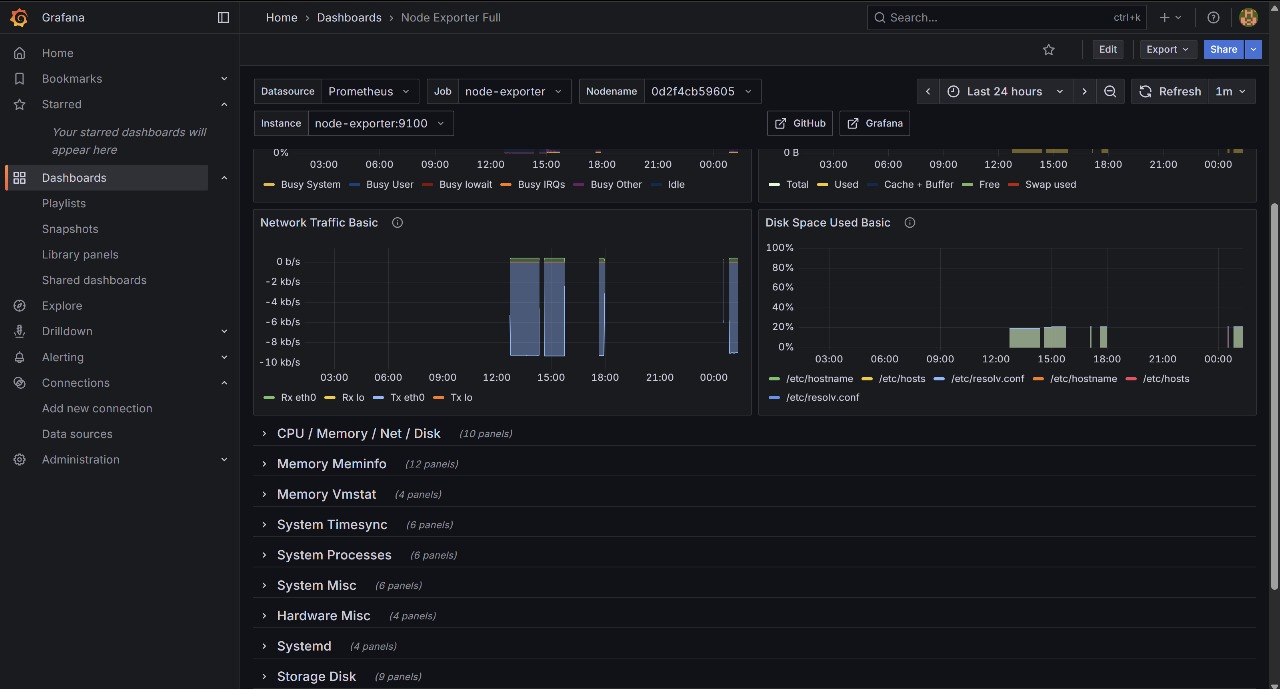 Grafana
Home › Dashboards › Node Exporter Full
Search...
ctrl+k
Home
Bookmarks
Starred
Your starred dashboards will
appear here
Dashboards
Playlists
Snapshots
Library panels
Shared dashboards
Explore
Drilldown
Alerting
Connections
Add new connection
Data sources
Administration
Edit
Export
Share
Datasource Prometheus
Job node-exporter
Nodename 0d2f4cb59605
Last 24 hours
Refresh 1m
Instance node-exporter:9100
GitHub
Grafana
0%
03:00 06:00 09:00 12:00 15:00 18:00 21:00 00:00
Busy System Busy User Busy Iowait Busy IRQs Busy Other Idle
0 B
03:00 06:00 09:00 12:00 15:00 18:00 21:00 00:00
Total Used Cache + Buffer Free Swap used
Network Traffic Basic
0 b/s
-2 kb/s
-4 kb/s
-6 kb/s
-8 kb/s
-10 kb/s
03:00 06:00 09:00 12:00 15:00 18:00 21:00 00:00
Rx eth0 Rx lo Tx eth0 Tx lo
Disk Space Used Basic
100%
80%
60%
40%
20%
0%
03:00 06:00 09:00 12:00 15:00 18:00 21:00 00:00
/etc/hostname /etc/hosts /etc/resolv.conf /etc/hostname /etc/hosts
/etc/resolv.conf
CPU / Memory / Net / Disk (10 panels)
Memory Meminfo (12 panels)
Memory Vmstat (4 panels)
System Timesync (6 panels)
System Processes (6 panels)
System Misc (6 panels)
Hardware Misc (4 panels)
Systemd (4 panels)
Storage Disk (9 panels)